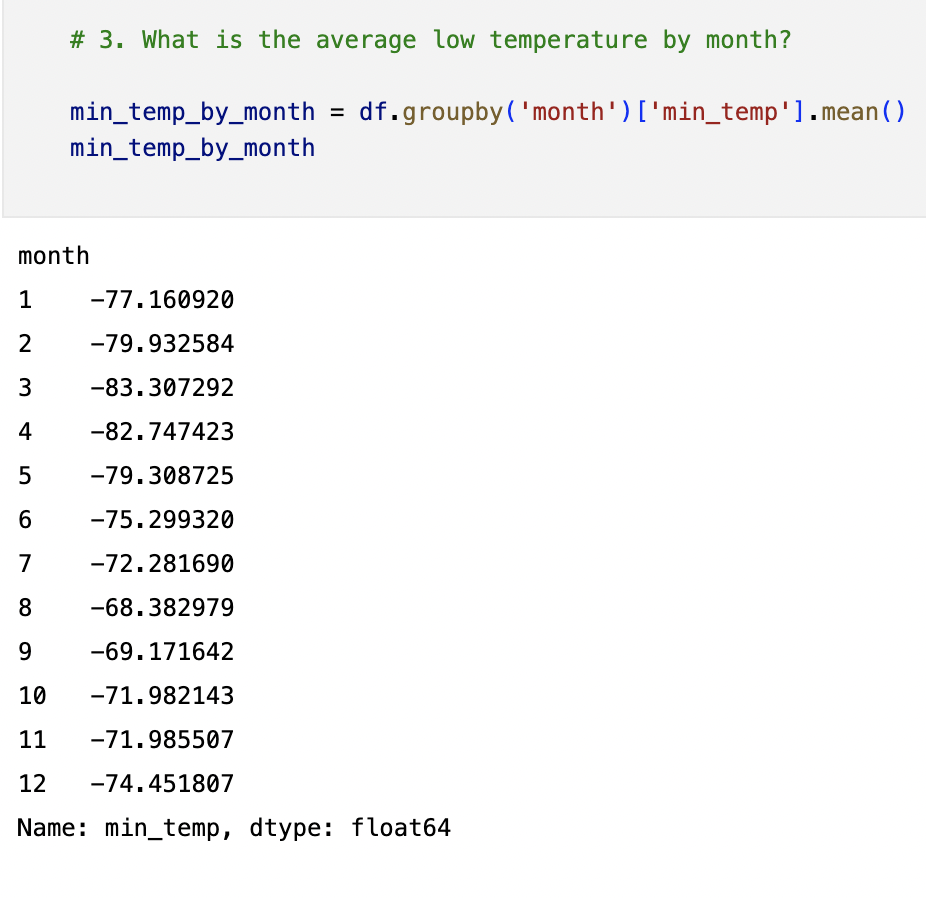 # 3. What is the average low temperature by month?
min_temp_by_month = df.groupby('month')['min_temp'].mean()
min_temp_by_month
month
1    −77.160920
2    −79.932584
3    −83.307292
4    −82.747423
5    −79.308725
6    −75.299320
7    −72.281690
8    −68.382979
9    −69.171642
10   −71.982143
11   −71.985507
12   −74.451807
Name: min_temp, dtype: float64